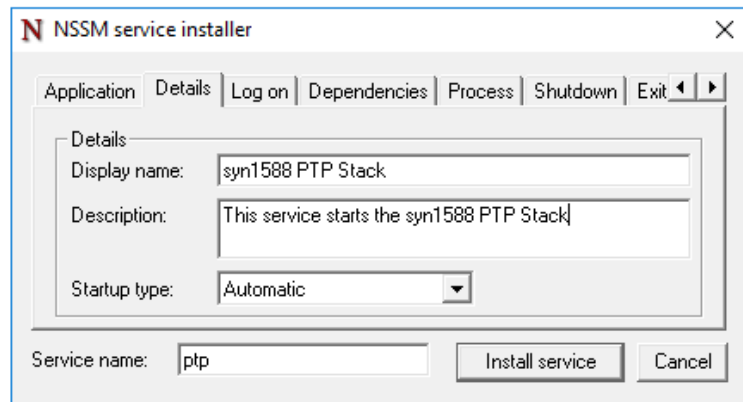 N NSSM service installer
Application Details Log on Dependencies Process Shutdown Exit
Details
Display name: syn1588 PTP Stack
Description: This service starts the syn1588 PTP Stack
Startup type: Automatic
Service name: ptp Install service Cancel